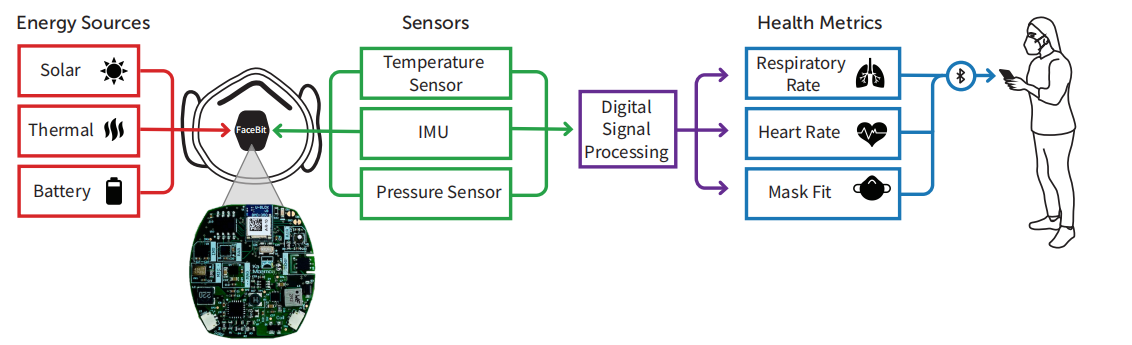 Energy Sources
Solar
Thermal
Battery
FaceBit
Sensors
Temperature
Sensor
IMU
Pressure Sensor
Digital
Signal
Processing
Health Metrics
Respiratory
Rate
Heart Rate
Mask Fit
220